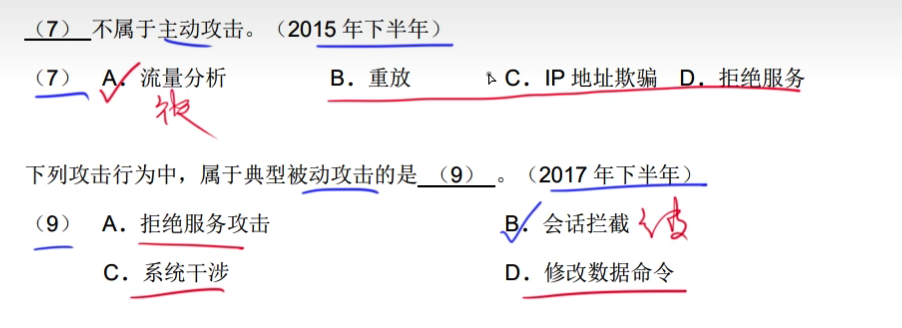 （7）不属于主动攻击。（2015 年下半年）
（7） A．流量分析 B．重放 C．IP 地址欺骗 D．拒绝服务
被
下列攻击行为中，属于典型被动攻击的是（9）。（2017 年下半年）
（9） A．拒绝服务攻击 B．会话拦截 被
C．系统干涉 D．修改数据命令